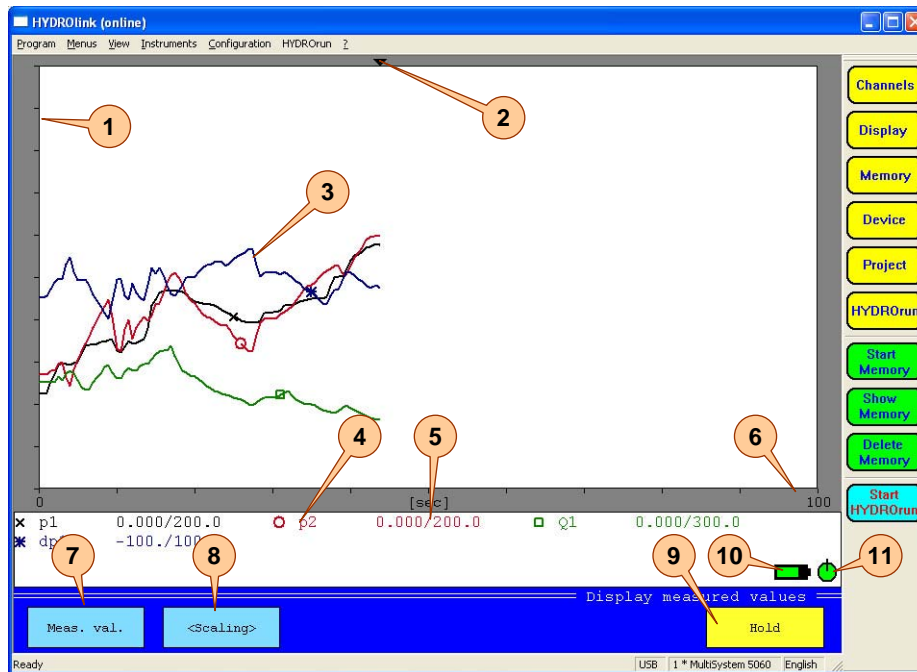 HYDROlink (online)
Program Menus View Instruments Configuration HYDROrun ?
1
2
3
4
5
6
0
[sec]
100
p1 0.000/200.0 p2 0.000/200.0 Q1 0.000/300.0
-100./100
7
8
9
10
11
Display measured values
Meas. val.
<Scaling>
Hold
Ready
USB
1 * MultiSystem 5060
English
Channels
Display
Memory
Device
Project
HYDROrun
Start
Memory
Show
Memory
Delete
Memory
Start
HYDROrun